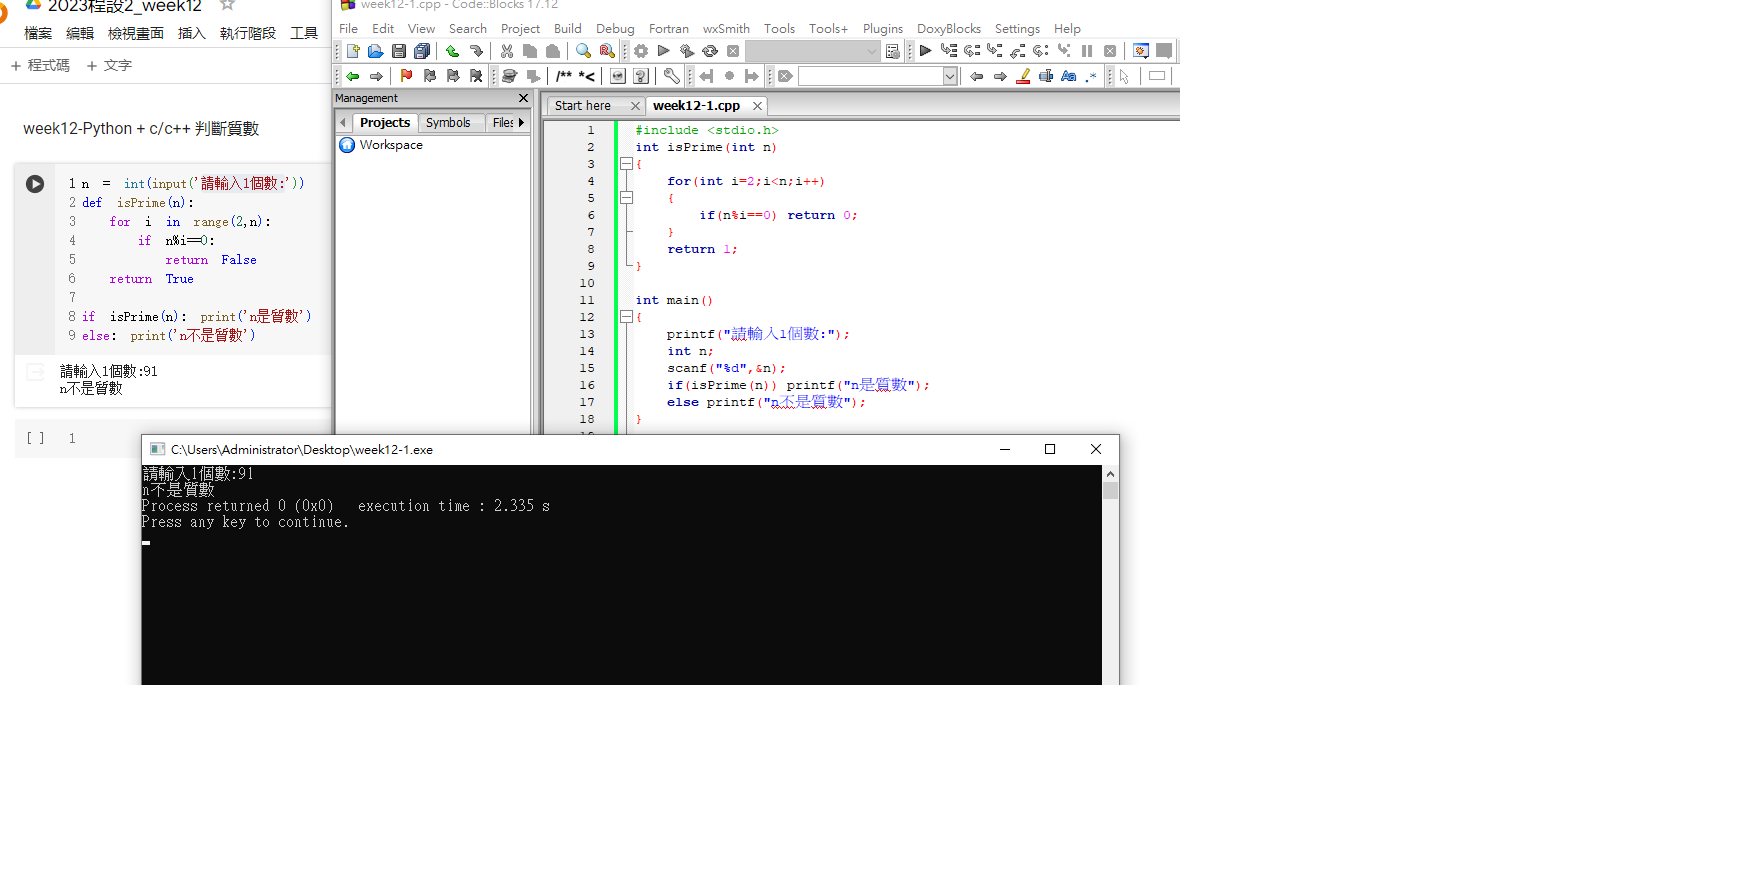 2023程設2_week12
檔案 編輯 檢視畫面 插入 執行階段 工具
+ 程式碼 + 文字
week12-Python + c/c++ 判斷質數
1 n = int(input('請輸入1個數:'))
2 def isPrime(n):
3 for i in range(2,n):
4 if n%i==0:
5 return False
6 return True
7
8 if isPrime(n): print('n是質數')
9 else: print('n不是質數')
請輸入1個數:91
n不是質數
[ ] 1
week12-1.cpp - Code::Blocks 17.12
File Edit View Search Project Build Debug Fortran wxSmith Tools Tools+ Plugins DoxyBlocks Settings Help
/** *<
Management
Projects Symbols Files
Workspace
Start here week12-1.cpp
1 #include <stdio.h>
2 int isPrime(int n)
3 {
4 for(int i=2;i<n;i++)
5 {
6 if(n%i==0) return 0;
7 }
8 return 1;
9 }
10
11 int main()
12 {
13 printf("請輸入1個數:");
14 int n;
15 scanf("%d",&n);
16 if(isPrime(n)) printf("n是質數");
17 else printf("n不是質數");
18 }
C:\Users\Administrator\Desktop\week12-1.exe
請輸入1個數:91
n不是質數
Process returned 0 (0x0) execution time : 2.335 s
Press any key to continue.